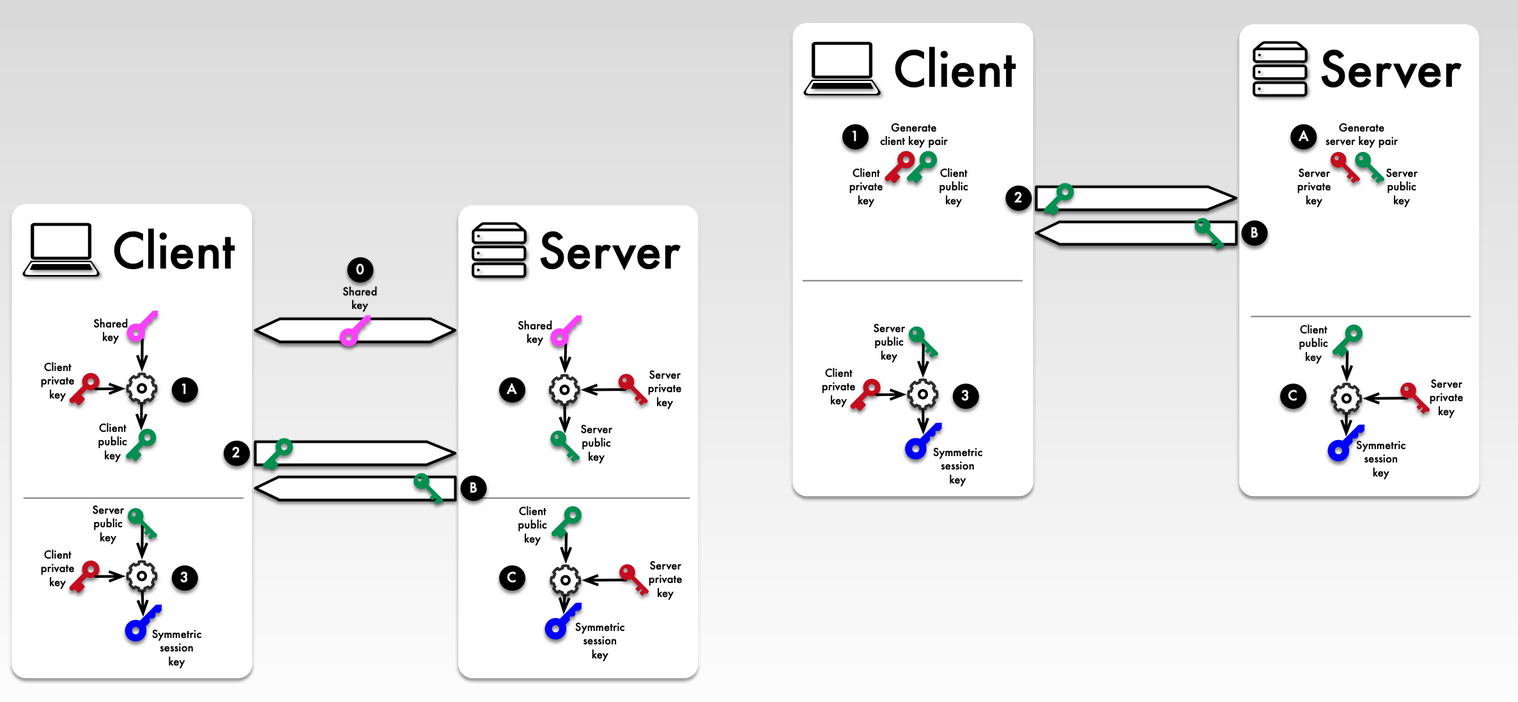 Client
Server
0
Shared
key
Shared
key
Client
private
key
1
Client
public
key
Shared
key
A
Server
private
key
Server
public
key
2
B
Server
public
key
Client
private
key
3
Symmetric
session
key
Client
public
key
C
Server
private
key
Symmetric
session
key
Client
Server
1
Generate
client key pair
Client
private
key
Client
public
key
A
Generate
server key pair
Server
private
key
Server
public
key
2
B
Server
public
key
Client
private
key
3
Symmetric
session
key
Client
public
key
C
Server
private
key
Symmetric
session
key